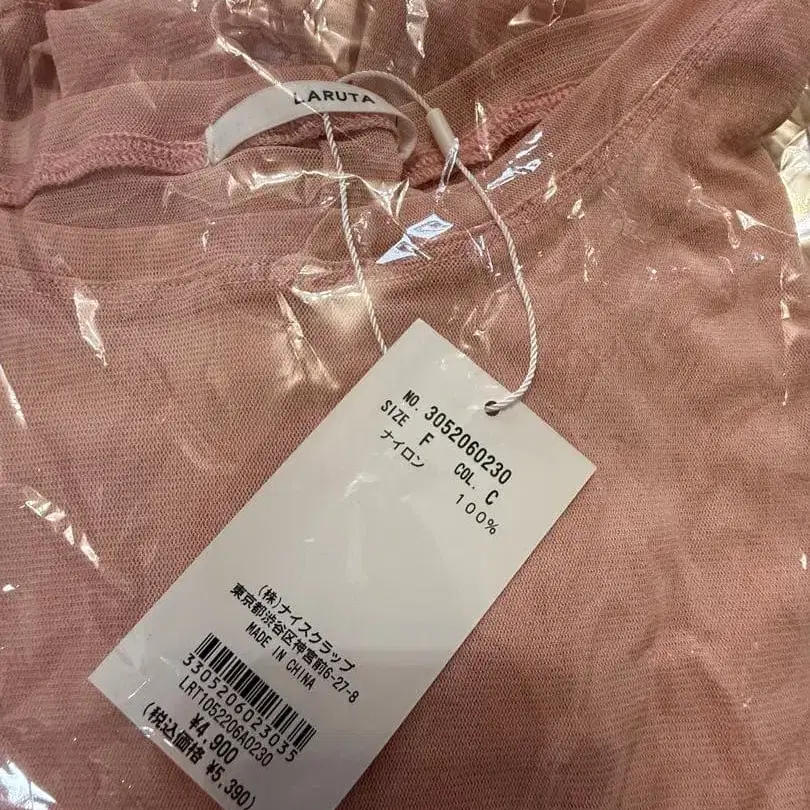 LARUTA
NO. 3052060230
SIZE F COL. C
ナイロン 100%
(株)ナイスクラップ
東京都渋谷区神宮前6-27-8
MADE IN CHINA
3305206023035
LRT1052206A0230
¥4,900
(税込価格 ¥5,390)